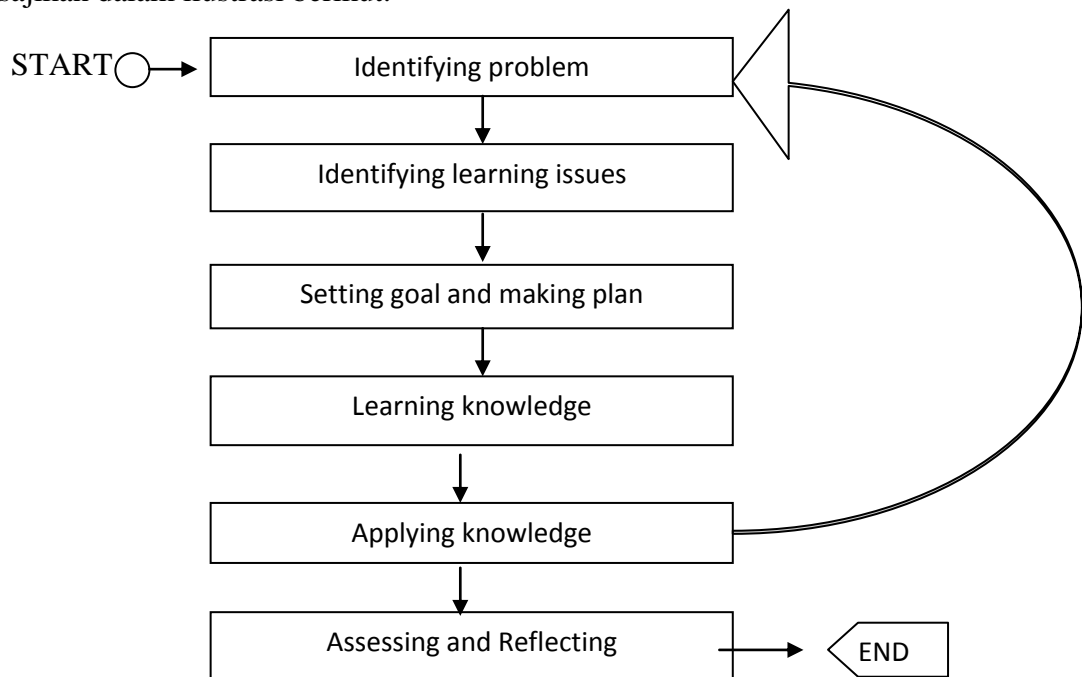 dalam ilustrasi berikut:
START
Identifying problem
Identifying learning issues
Setting goal and making plan
Learning knowledge
Applying knowledge
Assessing and Reflecting
END